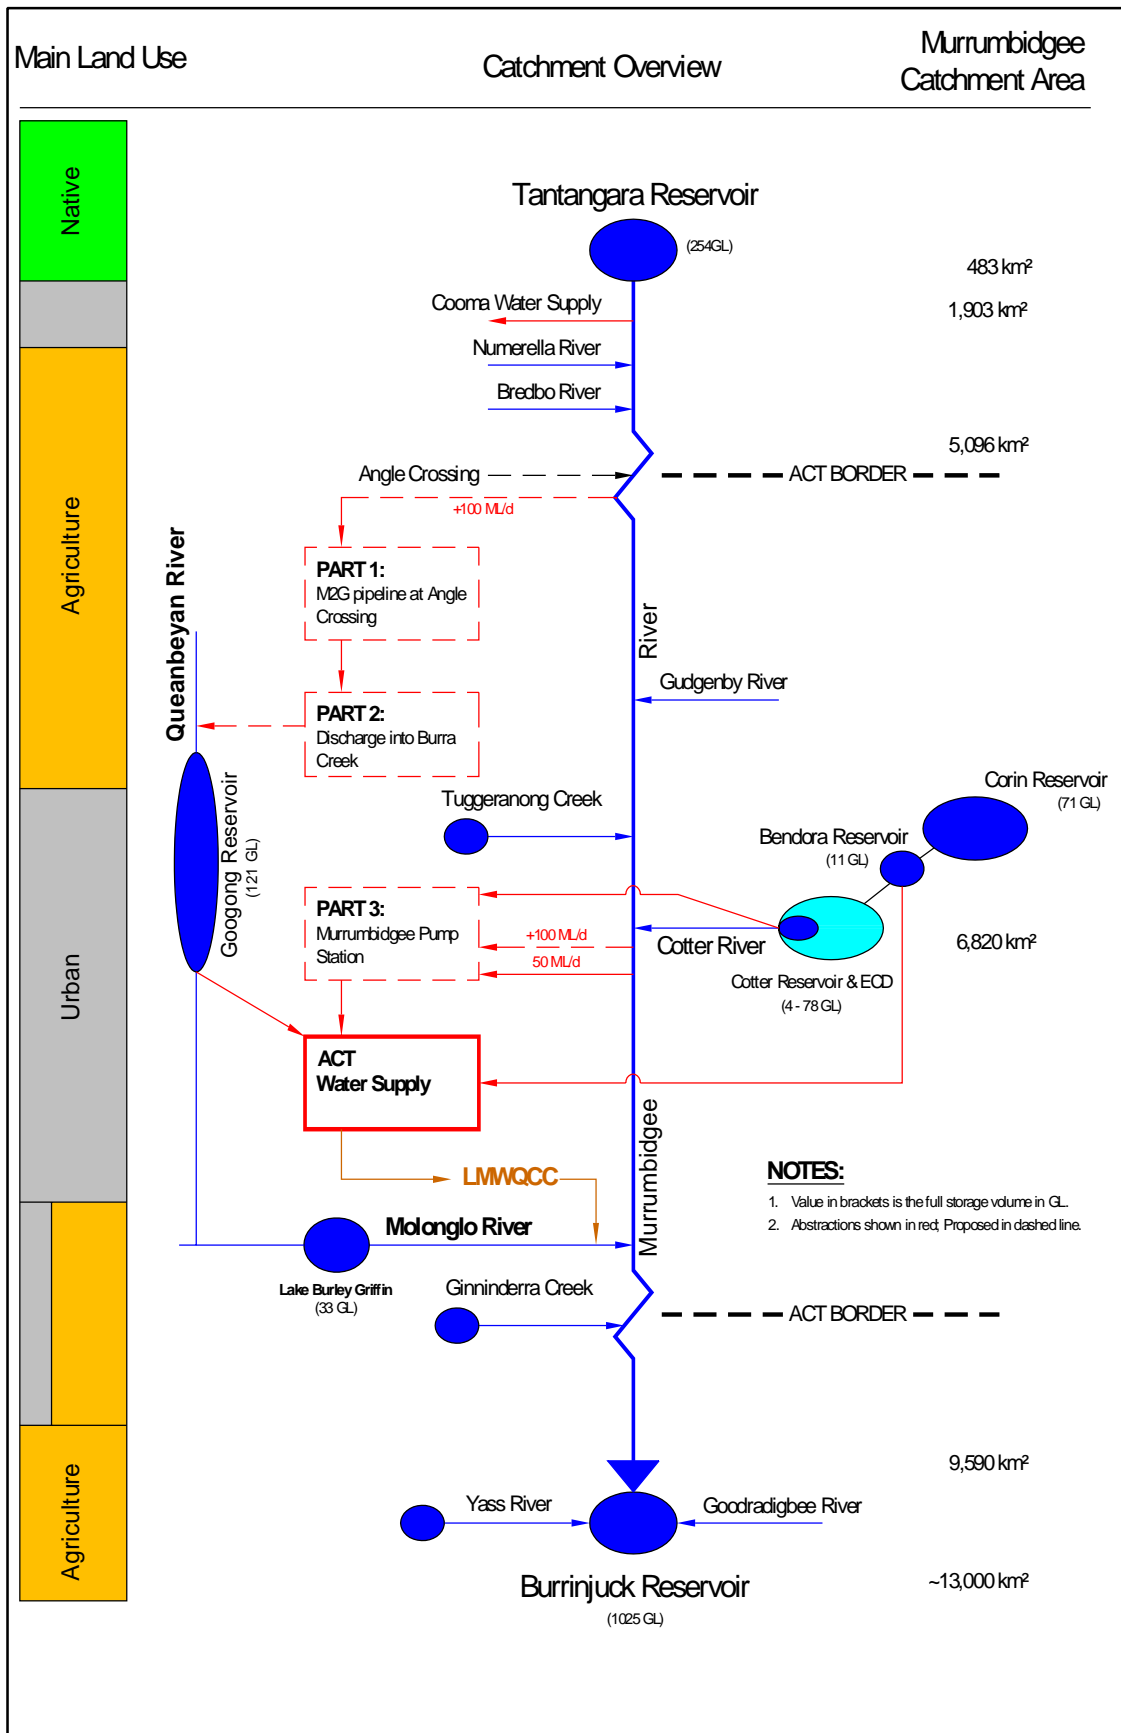 Main Land Use
Catchment Overview
Murrumbidgee
Catchment Area
Native
Tantangara Reservoir
(254GL)
483 km²
Cooma Water Supply
1,903 km²
Numerella River
Bredbo River
5,096 km²
Angle Crossing
ACT BORDER
+100 ML/d
Agriculture
Queanbeyan River
PART 1:
M2G pipeline at Angle
Crossing
River
Gudgenby River
PART 2:
Discharge into Burra
Creek
Googong Reservoir
(121 GL)
Tuggeranong Creek
Corin Reservoir
(71 GL)
Bendora Reservoir
(11 GL)
Urban
PART 3:
Murrumbidgee Pump
Station
+100 ML/d
50 ML/d
Cotter River
6,820 km²
Cotter Reservoir & ECD
(4 - 78 GL)
ACT
Water Supply
Murrumbidgee
LMWQCC
NOTES:
1. Value in brackets is the full storage volume in GL.
2. Abstractions shown in red; Proposed in dashed line.
Molonglo River
Lake Burley Griffin
(33 GL)
Ginninderra Creek
ACT BORDER
9,590 km²
Agriculture
Yass River
Goodradigbee River
Burrinjuck Reservoir
(1025 GL)
~13,000 km²